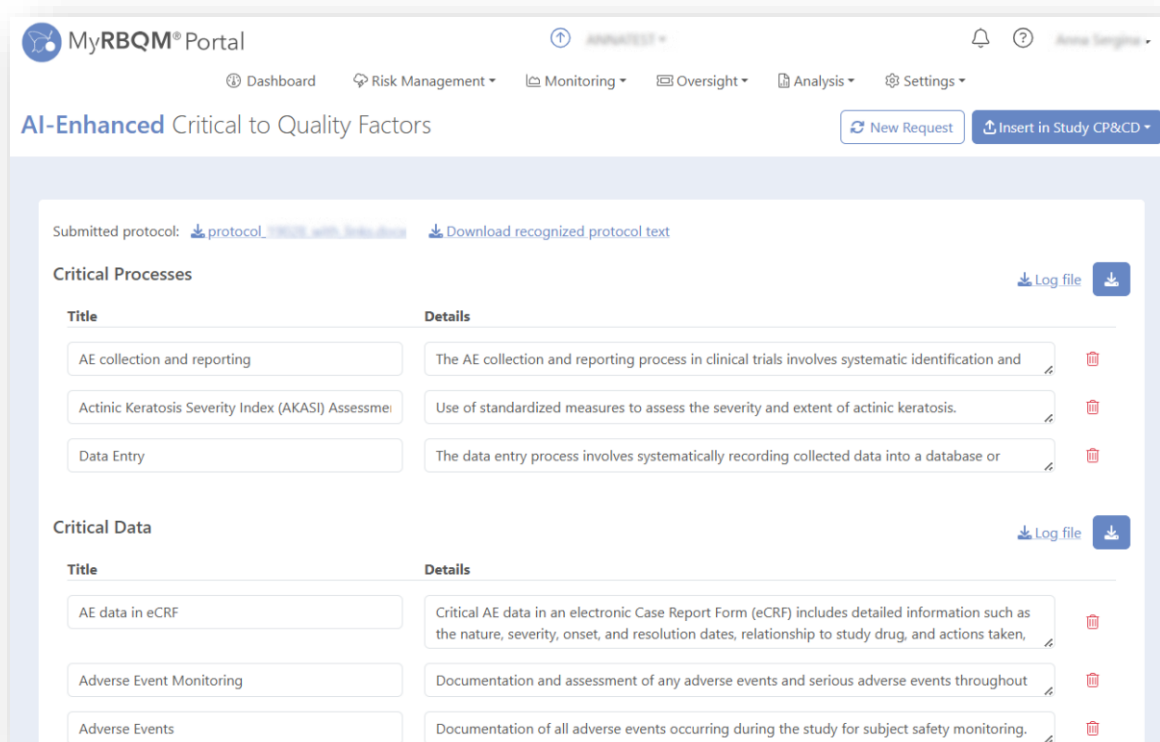 MyRBQM® Portal
Dashboard Risk Management Monitoring Oversight Analysis Settings
AI-Enhanced Critical to Quality Factors
New Request Insert in Study CP&CD
Submitted protocol: protocol_ Download recognized protocol text
Critical Processes
Log file
Title Details
AE collection and reporting The AE collection and reporting process in clinical trials involves systematic identification and
Actinic Keratosis Severity Index (AKASI) Assessme Use of standardized measures to assess the severity and extent of actinic keratosis.
Data Entry The data entry process involves systematically recording collected data into a database or
Critical Data
Log file
Title Details
AE data in eCRF Critical AE data in an electronic Case Report Form (eCRF) includes detailed information such as
the nature, severity, onset, and resolution dates, relationship to study drug, and actions taken,
Adverse Event Monitoring Documentation and assessment of any adverse events and serious adverse events throughout
Adverse Events Documentation of all adverse events occurring during the study for subject safety monitoring.